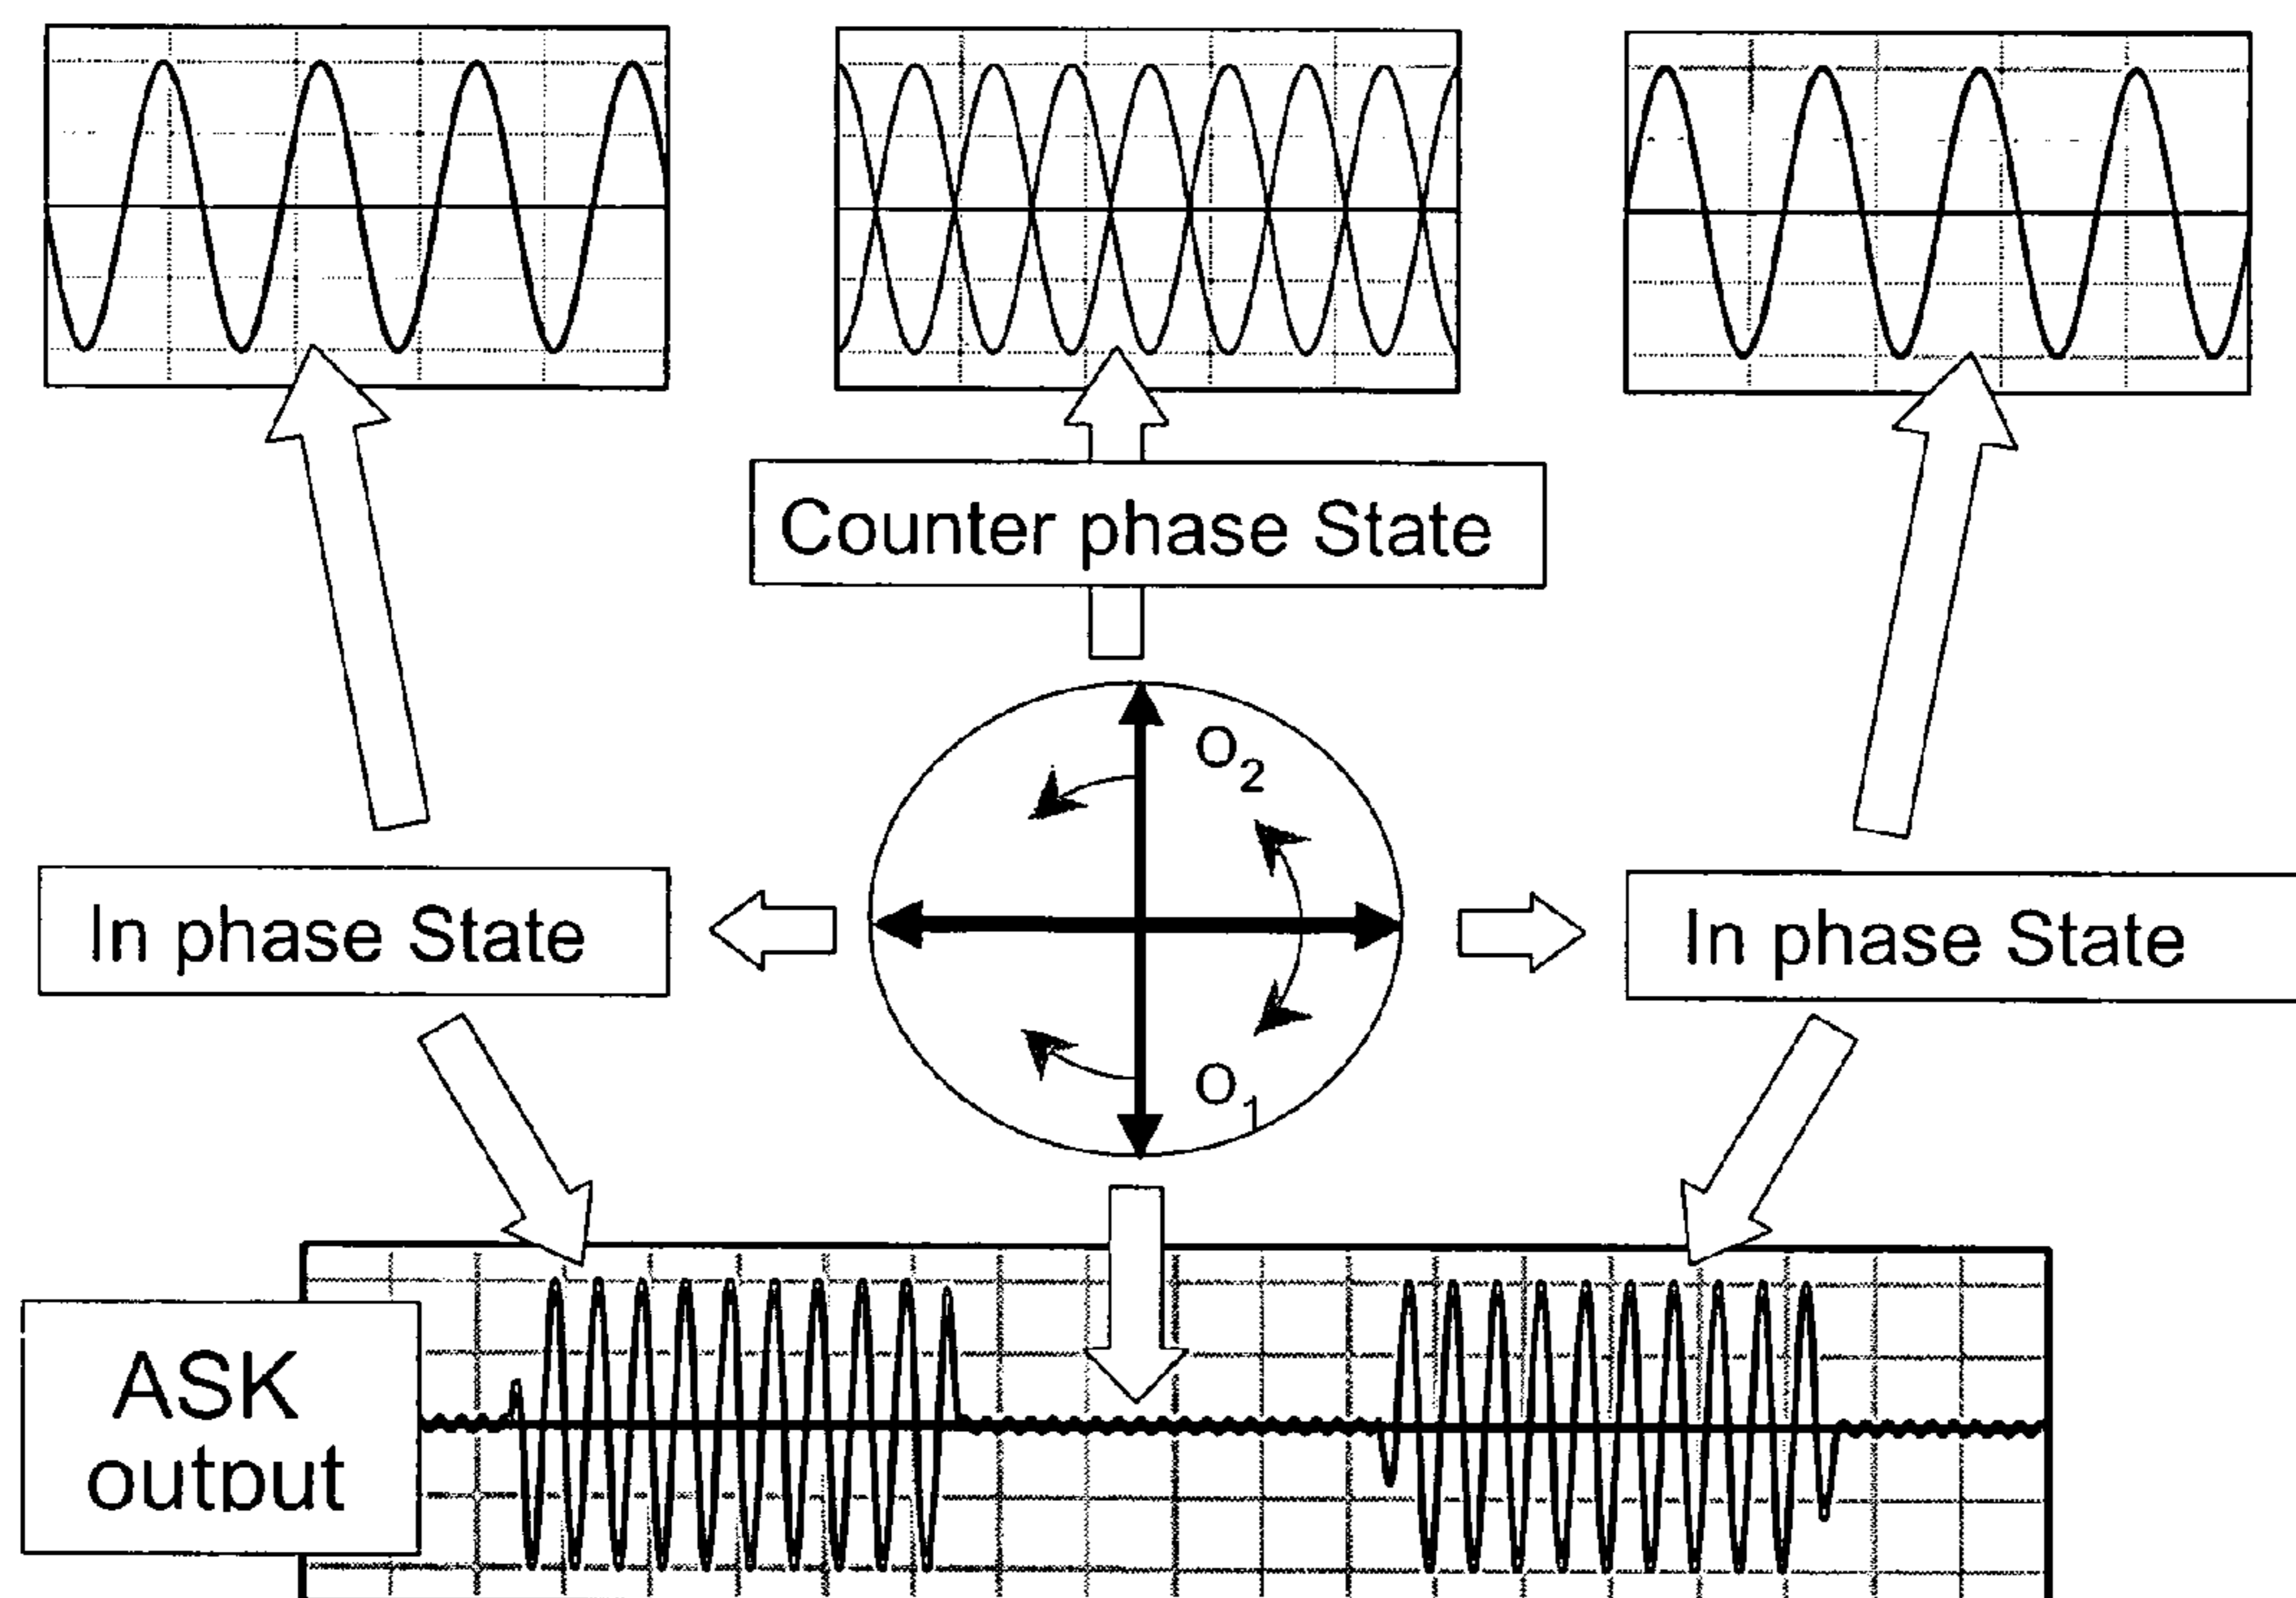 Counter phase State
O2
In phase State
In phase State
O1
ASK
output